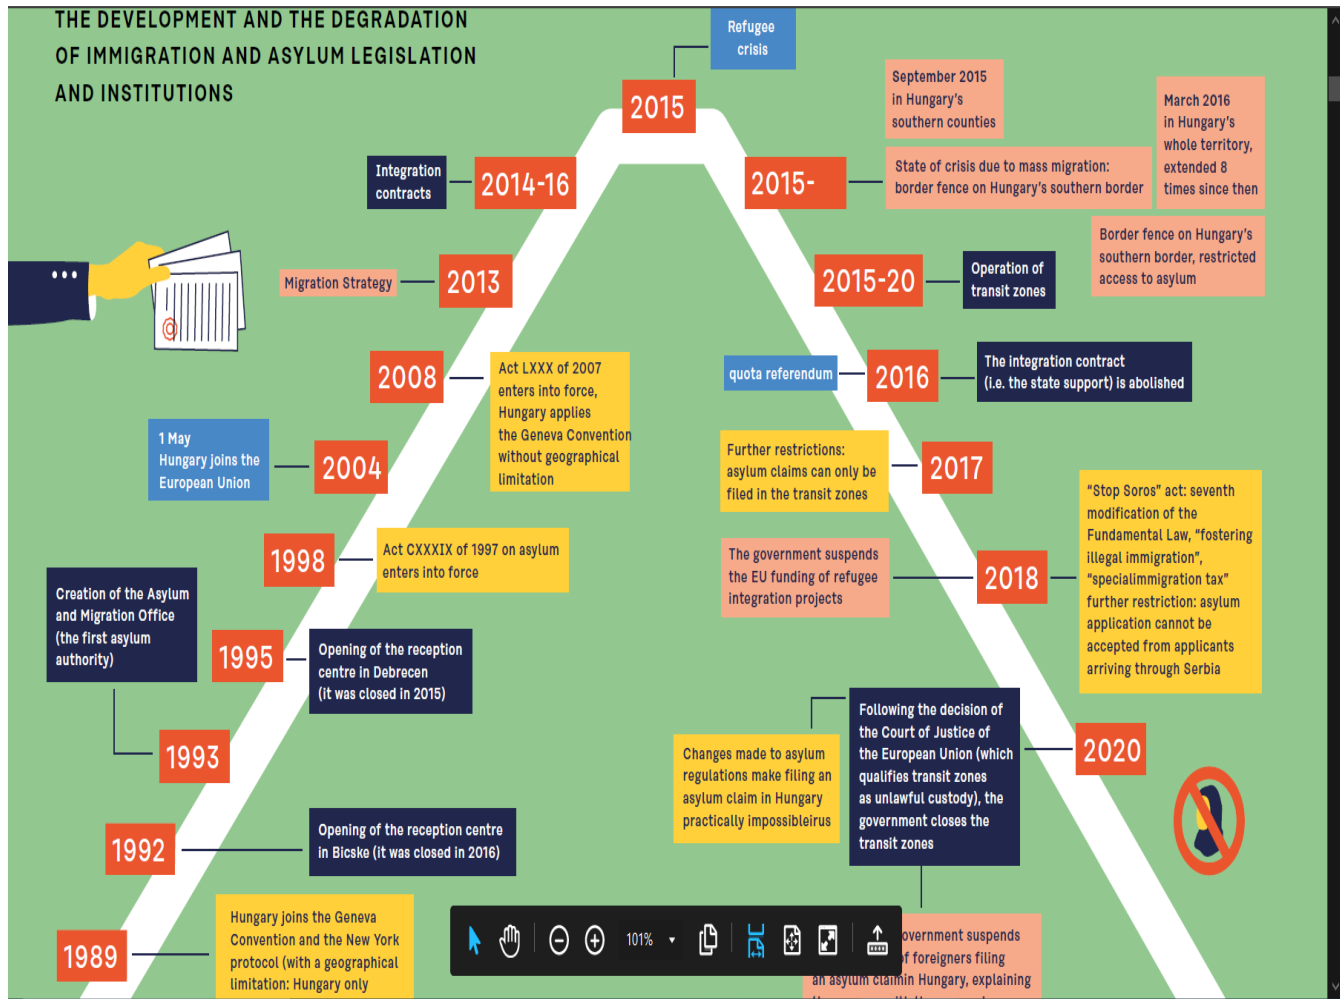 THE DEVELOPMENT AND THE DEGRADATION
OF IMMIGRATION AND ASYLUM LEGISLATION
AND INSTITUTIONS
Refugee
crisis
2015
Integration
contracts
2014-16
Migration Strategy
2013
2008
Act LXXX of 2007
enters into force,
Hungary applies
the Geneva Convention
without geographical
limitation
1 May
Hungary joins the
European Union
2004
1998
Act CXXXIX of 1997 on asylum
enters into force
Creation of the Asylum
and Migration Office
(the first asylum
authority)
1995
Opening of the reception
centre in Debrecen
(it was closed in 2015)
1993
1992
Opening of the reception centre
in Bicske (it was closed in 2016)
1989
Hungary joins the Geneva
Convention and the New York
protocol (with a geographical
limitation: Hungary only
2015-
September 2015
in Hungary's
southern counties
State of crisis due to mass migration:
border fence on Hungary's southern border
March 2016
in Hungary's
whole territory,
extended 8
times since then
Border fence on Hungary's
southern border, restricted
access to asylum
2015-20
Operation of
transit zones
quota referendum
2016
The integration contract
(i.e. the state support) is abolished
Further restrictions:
asylum claims can only be
filed in the transit zones
2017
The government suspends
the EU funding of refugee
integration projects
2018
"Stop Soros" act: seventh
modification of the
Fundamental Law, "fostering
illegal immigration",
"specialimmigration tax"
further restriction: asylum
application cannot be
accepted from applicants
arriving through Serbia
Changes made to asylum
regulations make filing an
asylum claim in Hungary
practically impossibleirus
Following the decision of
the Court of Justice of
the European Union (which
qualifies transit zones
as unlawful custody), the
government closes the
transit zones
2020
101%
overnment suspends
of foreigners filing
an asylum claimin Hungary, explaining